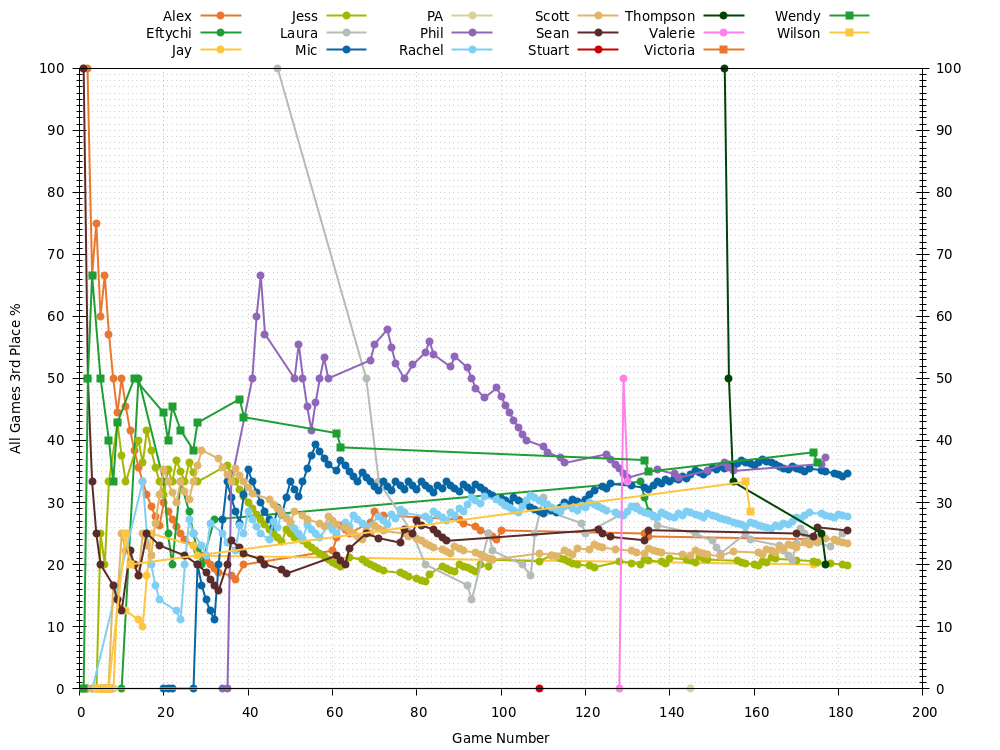 Alex Jess PA Scott Thompson Wendy
Eftychi Laura Phil Sean Valerie Wilson
Jay Mic Rachel Stuart Victoria
100 100
90 90
80 80
70 70
60 60
50 50
40 40
30 30
20 20
10 10
0 0
0 20 40 60 80 100 120 140 160 180 200
All Games 3rd Place %
Game Number